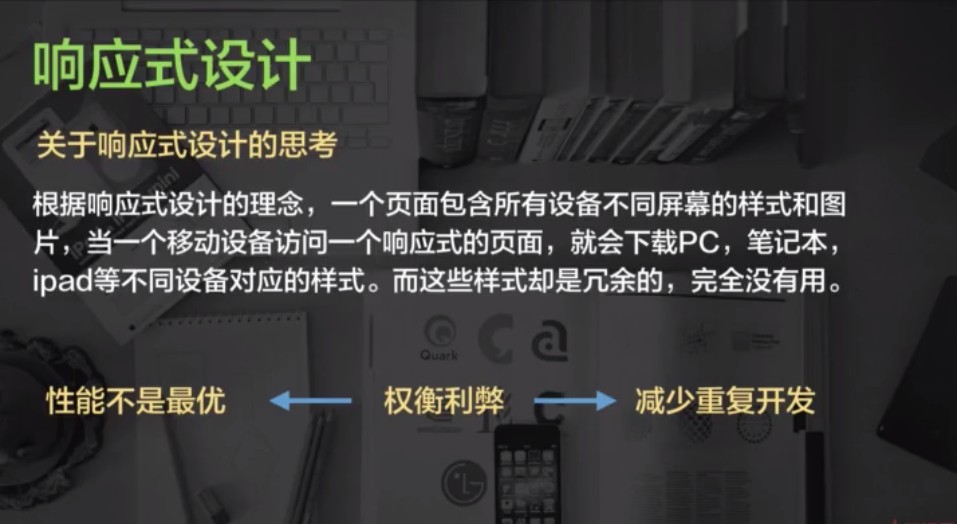 响应式设计
关于响应式设计的思考
根据响应式设计的理念，一个页面包含所有设备不同屏幕的样式和图
片，当一个移动设备访问一个响应式的页面，就会下载PC，笔记本，
ipad等不同设备对应的样式。而这些样式却是冗余的，完全没有用。
Quark
性能不是最优
权衡利弊
减少重复开发
LG